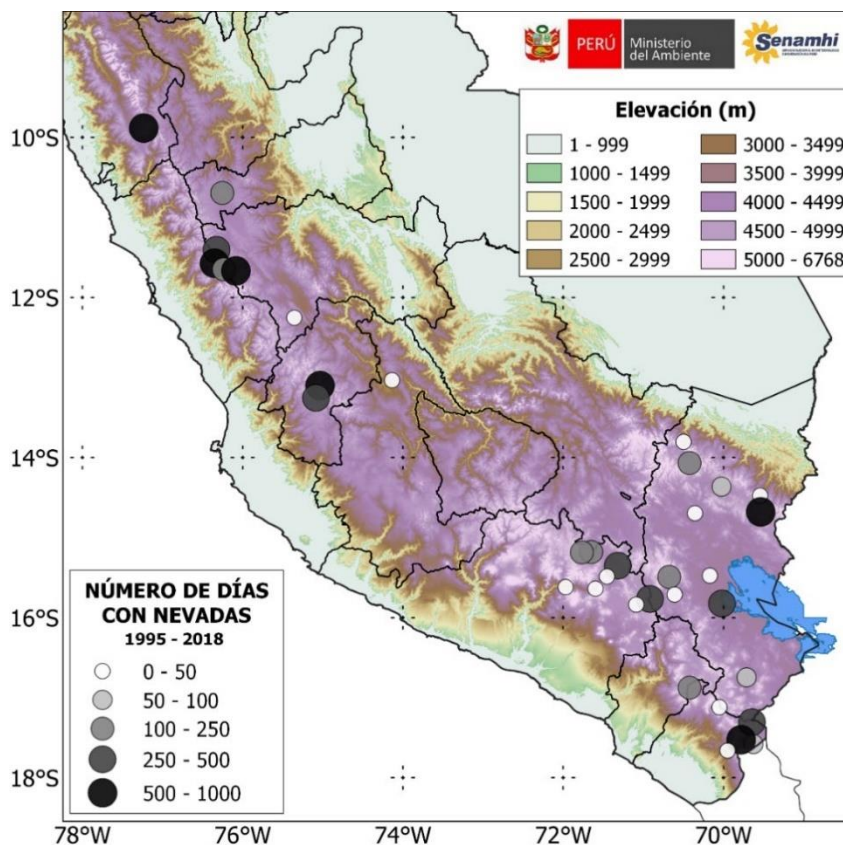 PERÚ
Ministerio
del Ambiente
Senamhi
Elevación (m)
1 - 999
1000 - 1499
1500 - 1999
2000 - 2499
2500 - 2999
3000 - 3499
3500 - 3999
4000 - 4499
4500 - 4999
5000 - 6768
10°S
12°S
14°S
16°S
18°S
NÚMERO DE DÍAS
CON NEVADAS
1995 - 2018
0 - 50
50 - 100
100 - 250
250 - 500
500 - 1000
78°W 76°W 74°W 72°W 70°W